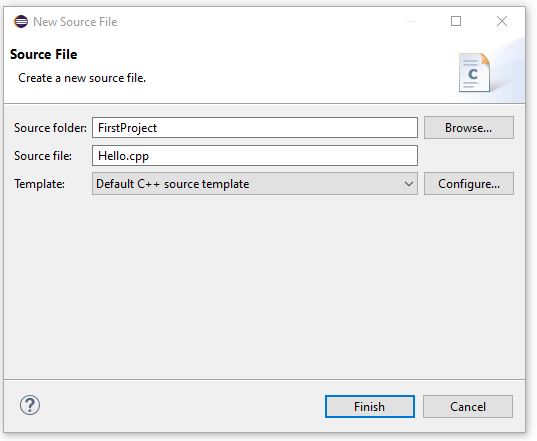 New Source File
Source File
Create a new source file.
C
Source folder: FirstProject Browse...
Source file: Hello.cpp
Template: Default C++ source template Configure...
? Finish Cancel